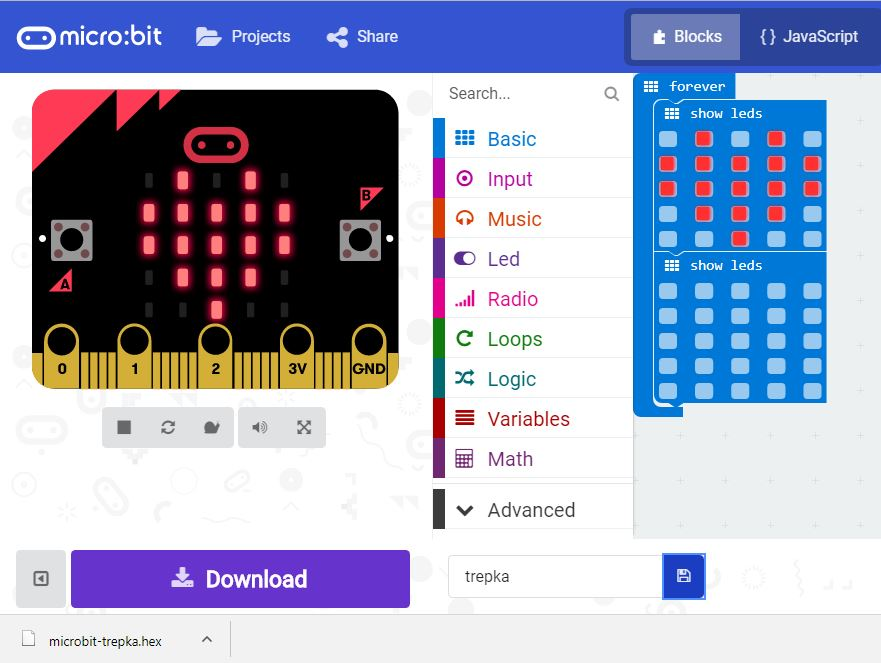 micro:bit Projects Share Blocks {} JavaScript
Search...
Basic
Input
Music
Led
Radio
Loops
Logic
Variables
Math
Advanced
forever
show leds
show leds
B
A
0 1 2 3V GND
Download
trepka
microbit-trepka.hex